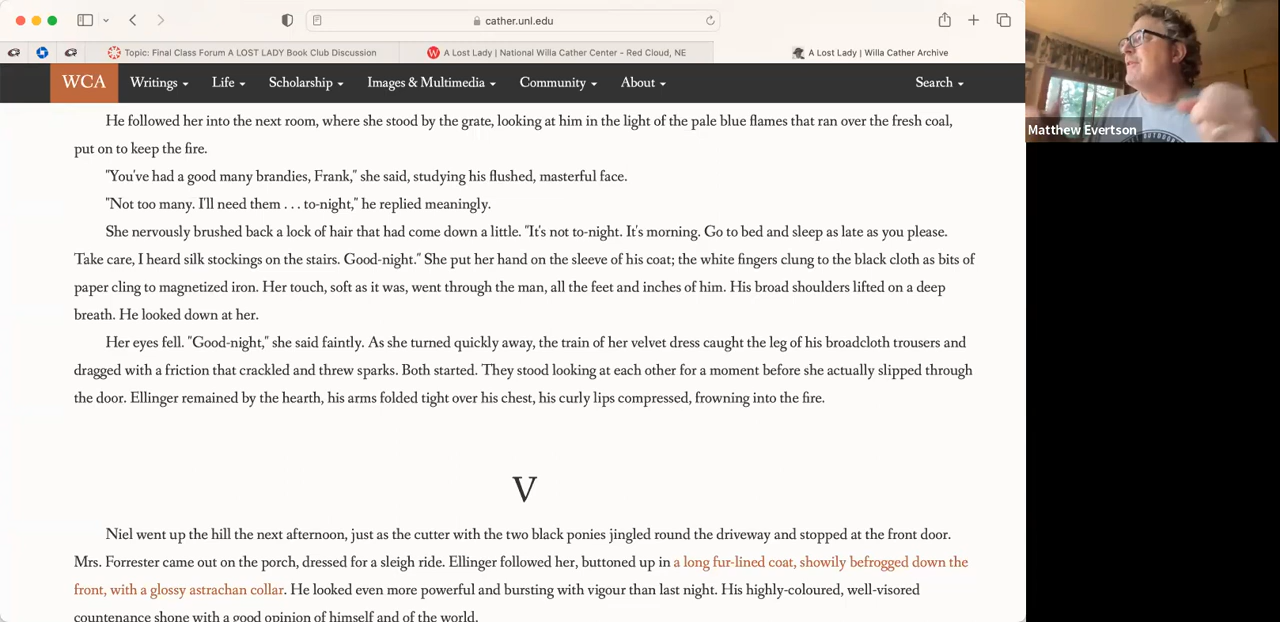 cather.unl.edu
Topic: Final Class Forum A LOST LADY Book Club Discussion
A Lost Lady | National Willa Cather Center - Red Cloud, NE
A Lost Lady | Willa Cather Archive
WCA
Writings
Life
Scholarship
Images & Multimedia
Community
About
Search
Matthew Evertson
He followed her into the next room, where she stood by the grate, looking at him in the light of the pale blue flames that ran over the fresh coal,
put on to keep the fire.
"You've had a good many brandies, Frank," she said, studying his flushed, masterful face.
"Not too many. I'll need them . . . to-night," he replied meaningly.
She nervously brushed back a lock of hair that had come down a little. "It's not to-night. It's morning. Go to bed and sleep as late as you please.
Take care, I heard silk stockings on the stairs. Good-night." She put her hand on the sleeve of his coat; the white fingers clung to the black cloth as bits of
paper cling to magnetized iron. Her touch, soft as it was, went through the man, all the feet and inches of him. His broad shoulders lifted on a deep
breath. He looked down at her.
Her eyes fell. "Good-night," she said faintly. As she turned quickly away, the train of her velvet dress caught the leg of his broadcloth trousers and
dragged with a friction that crackled and threw sparks. Both started. They stood looking at each other for a moment before she actually slipped through
the door. Ellinger remained by the hearth, his arms folded tight over his chest, his curly lips compressed, frowning into the fire.
V
Niel went up the hill the next afternoon, just as the cutter with the two black ponies jingled round the driveway and stopped at the front door.
Mrs. Forrester came out on the porch, dressed for a sleigh ride. Ellinger followed her, buttoned up in a long fur-lined coat, showily befrogged down the
front, with a glossy astrachan collar. He looked even more powerful and bursting with vigour than last night. His highly-coloured, well-visored
countenance shone with a good opinion of himself and of the world.